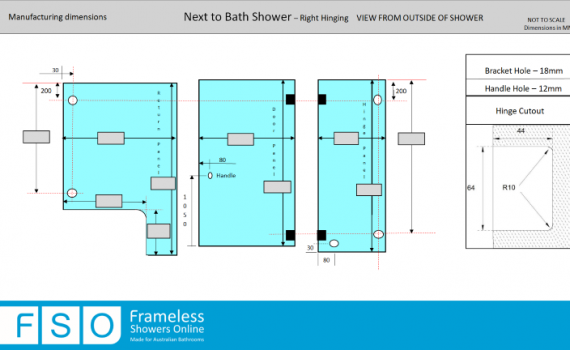 Manufacturing dimensions
Next to Bath Shower – Right Hinging VIEW FROM OUTSIDE OF SHOWER
NOT TO SCALE
Dimensions in MM
30
200
Return Panel
Door Panel
80
Handle
1050
Hinge Panel
200
30
80
Bracket Hole – 18mm
Handle Hole – 12mm
Hinge Cutout
44
64
R10
FSO
Frameless
Showers Online
Made for Australian Bathrooms